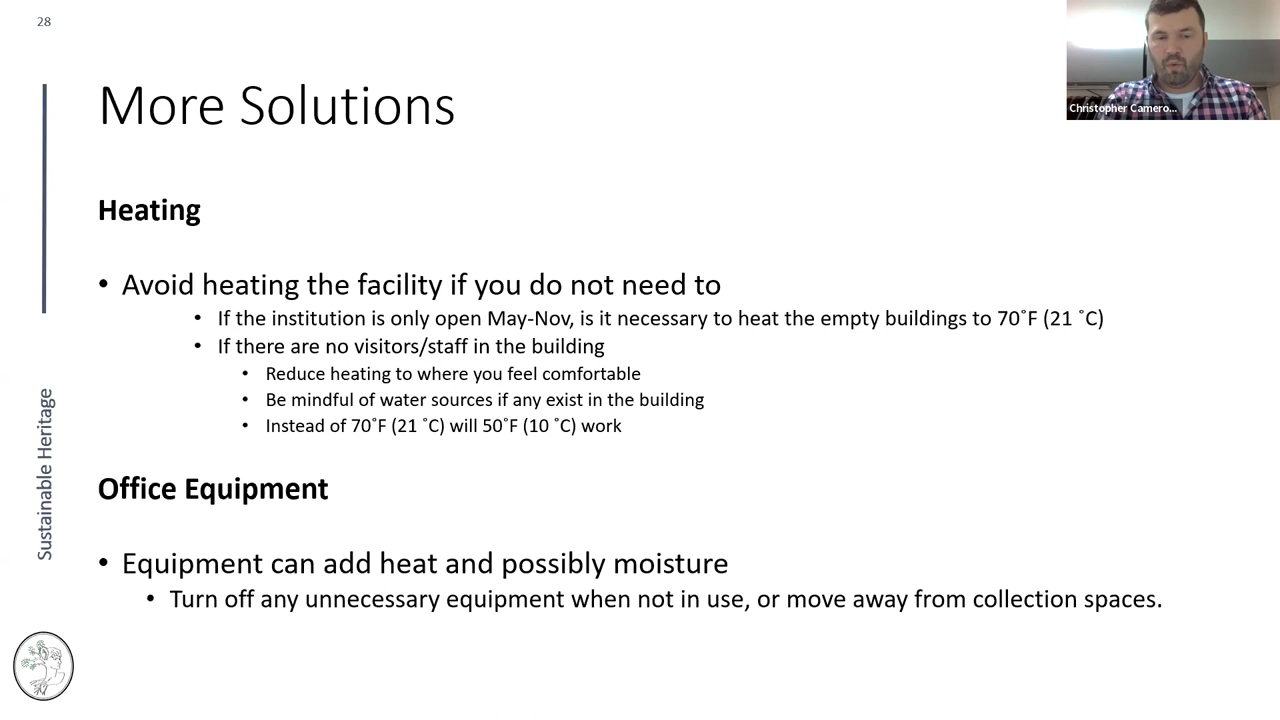 28
Christopher Camero...
More Solutions
Heating
• Avoid heating the facility if you do not need to
• If the institution is only open May-Nov, is it necessary to heat the empty buildings to 70˚F (21 ˚C)
• If there are no visitors/staff in the building
• Reduce heating to where you feel comfortable
• Be mindful of water sources if any exist in the building
• Instead of 70˚F (21 ˚C) will 50˚F (10 ˚C) work
Sustainable Heritage
Office Equipment
• Equipment can add heat and possibly moisture
• Turn off any unnecessary equipment when not in use, or move away from collection spaces.